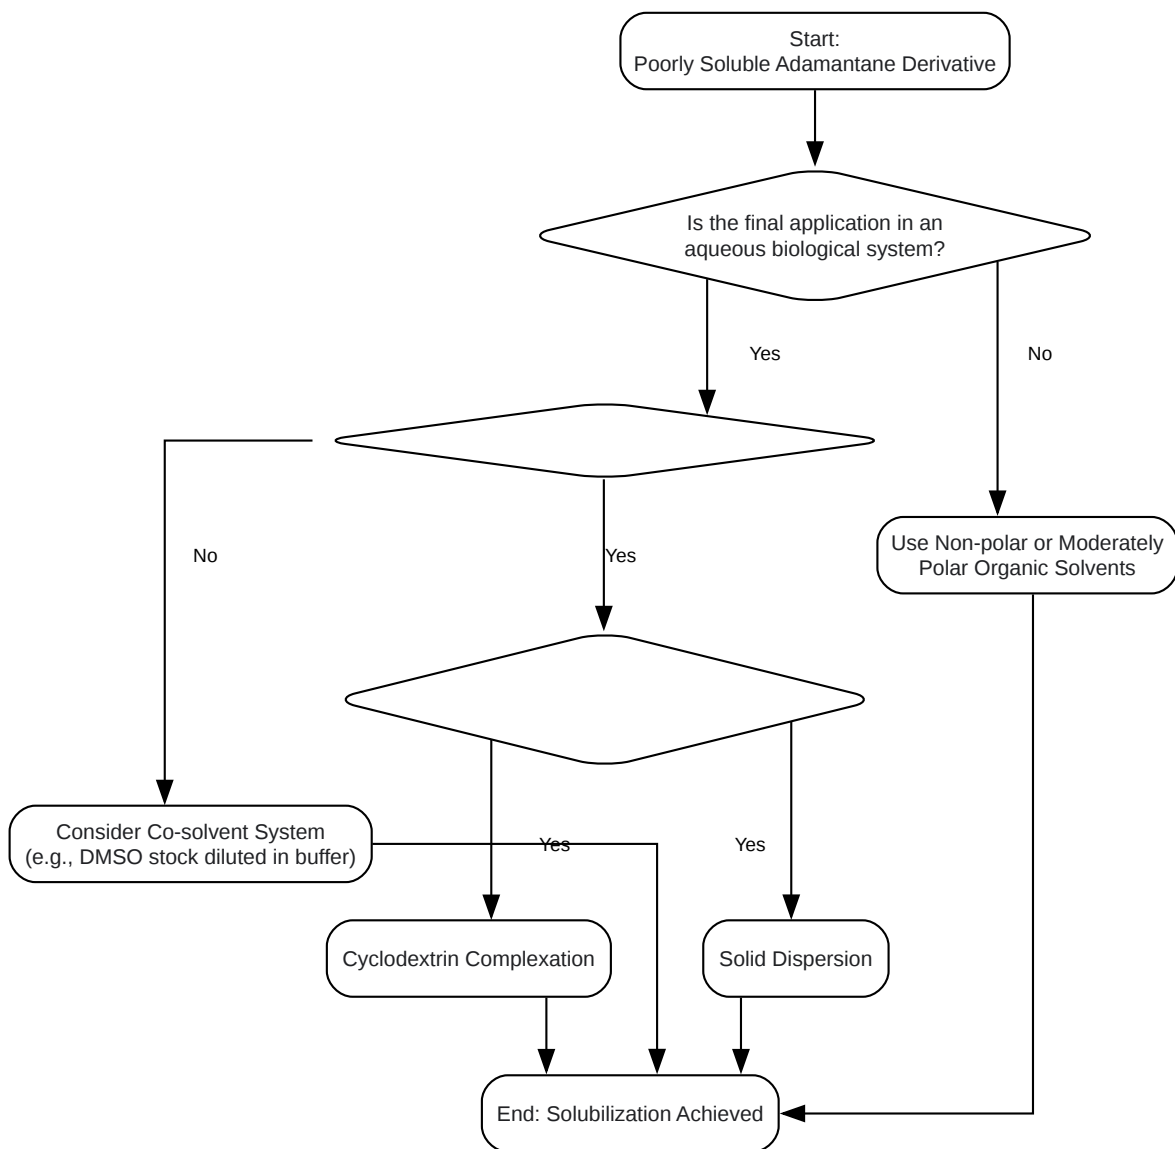 Start:
Poorly Soluble Adamantane Derivative
Is the final application in an
aqueous biological system?
Yes
No
No
Yes
Use Non-polar or Moderately
Polar Organic Solvents
Consider Co-solvent System
(e.g., DMSO stock diluted in buffer)
Yes
Yes
Cyclodextrin Complexation
Solid Dispersion
End: Solubilization Achieved